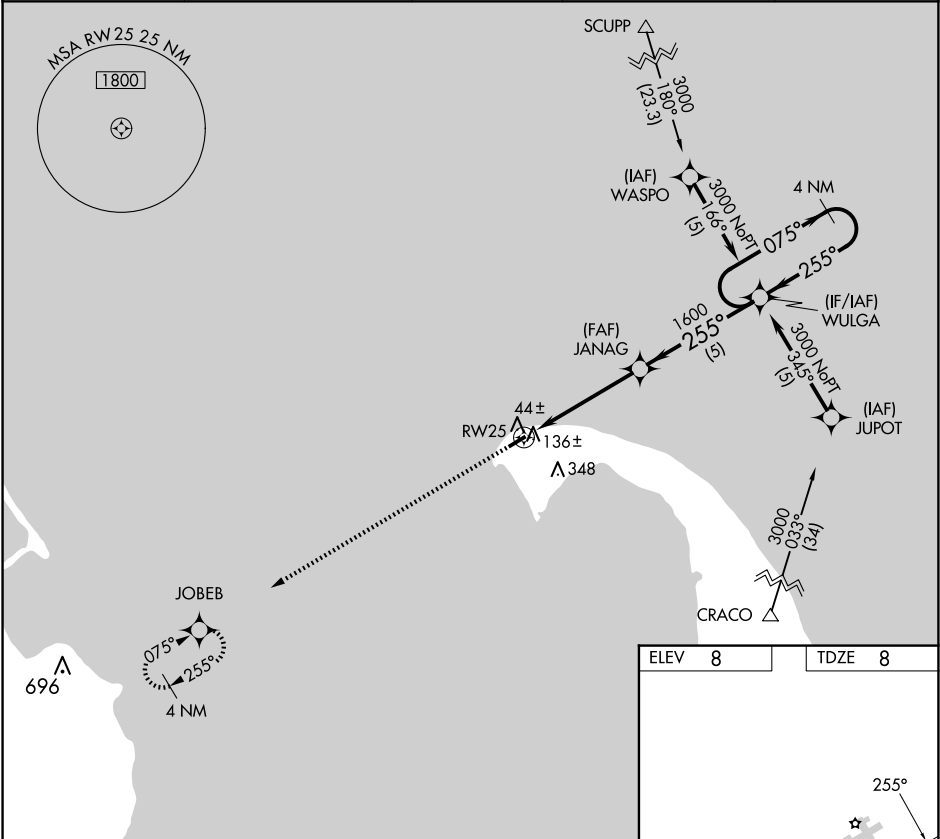 MSA RW 25 25 NM
1800
SCUPP
3000
180°
(23.3)
(IAF)
WASPO
3000 NoPT
166°
(5)
4 NM
075°
255°
(IF/IAF)
WULGA
1600
255°
(5)
(FAF)
JANAG
3000 NoPT
345°
(5)
(IAF)
JUPOT
44±
RW25
136±
348
3000
033°
(34)
CRACO
JOBEB
075°
255°
4 NM
696
ELEV 8
TDZE 8
255°